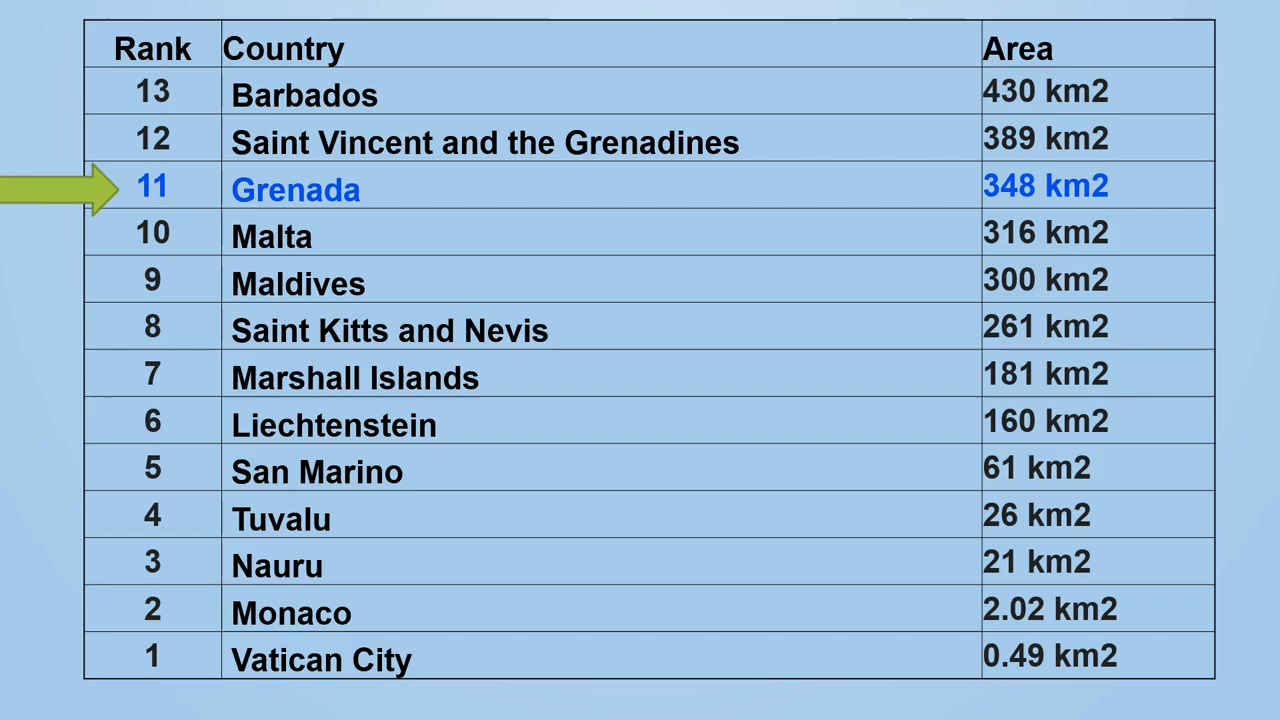 Rank Country Area
13 Barbados 430 km2
12 Saint Vincent and the Grenadines 389 km2
11 Grenada 348 km2
10 Malta 316 km2
9 Maldives 300 km2
8 Saint Kitts and Nevis 261 km2
7 Marshall Islands 181 km2
6 Liechtenstein 160 km2
5 San Marino 61 km2
4 Tuvalu 26 km2
3 Nauru 21 km2
2 Monaco 2.02 km2
1 Vatican City 0.49 km2